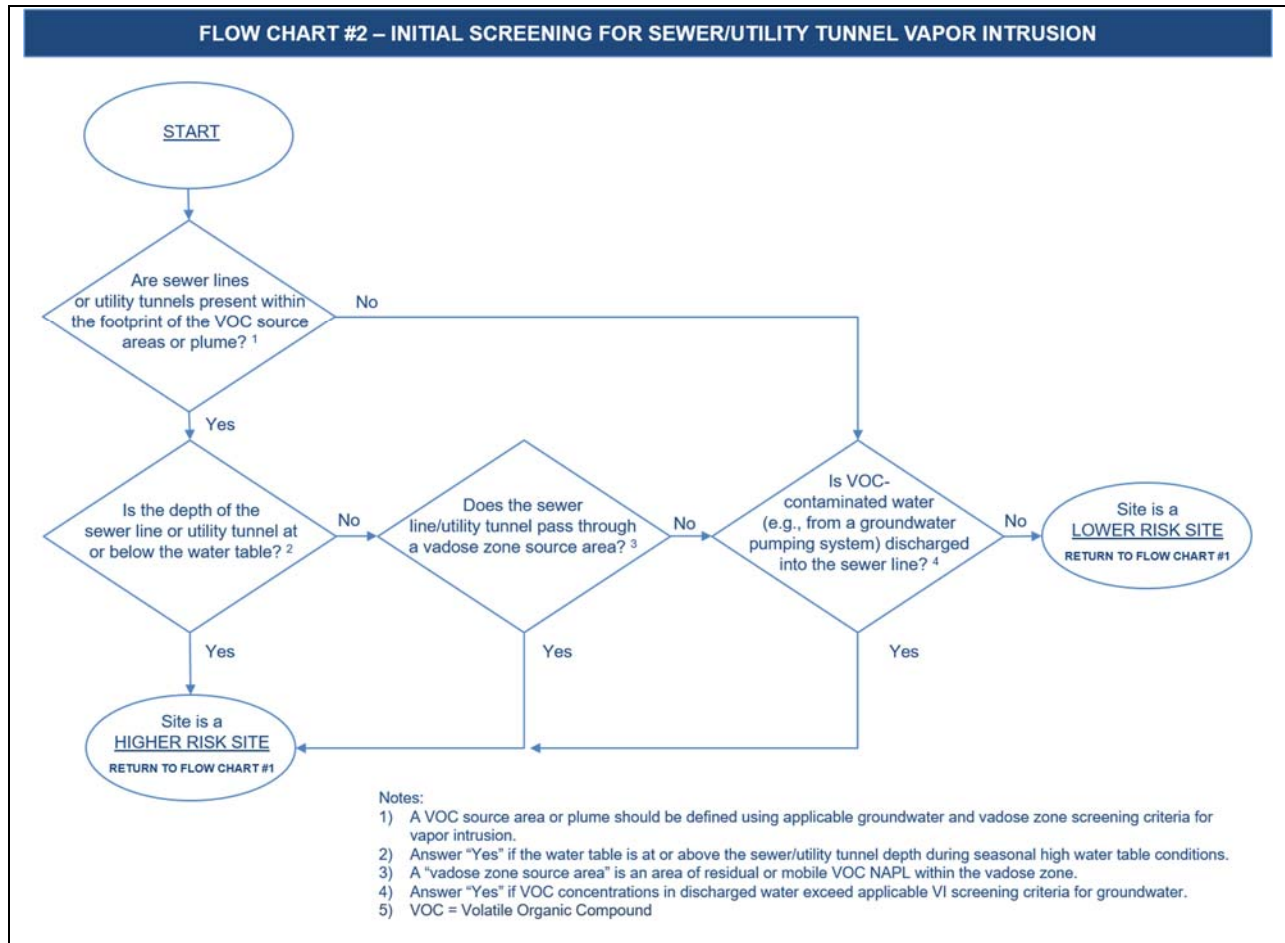 FLOW CHART #2 – INITIAL SCREENING FOR SEWER/UTILITY TUNNEL VAPOR INTRUSION
START
Are sewer lines
or utility tunnels present within
the footprint of the VOC source
areas or plume? 1
No
Yes
Is the depth of the
sewer line or utility tunnel at
or below the water table? 2
No
Does the sewer
line/utility tunnel pass through
a vadose zone source area? 3
No
Is VOC-
contaminated water
(e.g., from a groundwater
pumping system) discharged
into the sewer line? 4
No
Site is a
LOWER RISK SITE
RETURN TO FLOW CHART #1
Yes
Yes
Yes
Site is a
HIGHER RISK SITE
RETURN TO FLOW CHART #1
Notes:
1) A VOC source area or plume should be defined using applicable groundwater and vadose zone screening criteria for
vapor intrusion.
2) Answer “Yes” if the water table is at or above the sewer/utility tunnel depth during seasonal high water table conditions.
3) A “vadose zone source area” is an area of residual or mobile VOC NAPL within the vadose zone.
4) Answer “Yes” if VOC concentrations in discharged water exceed applicable VI screening criteria for groundwater.
5) VOC = Volatile Organic Compound